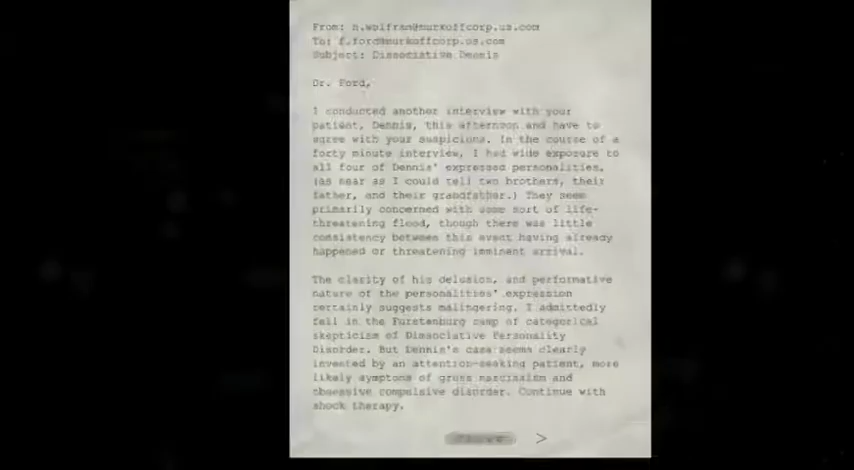 From: h.wolfram@murkoffcorp.us.com
To: f.ford@murkoffcorp.us.com
Subject: Dissociative Dennis
Dr. Ford,
I conducted another interview with your
patient, Dennis, this afternoon and have to
agree with your suspicions. In the course of a
forty minute interview, I had wide exposure to
all four of Dennis' expressed personalities,
(as near as I could tell two brothers, their
father, and their grandfather.) They seem
primarily concerned with some sort of life-
threatening flood, though there was little
consistency between this event having already
happened or threatening imminent arrival.
The clarity of his delusion, and performative
nature of the personalities' expression
certainly suggests malingering. I admittedly
fall in the Furstenburg camp of categorical
skepticism of Dissociative Personality
Disorder. But Dennis's case seems clearly
invented by an attention-seeking patient, more
likely symptoms of gross narcissism and
obsessive compulsive disorder. Continue with
shock therapy.
>